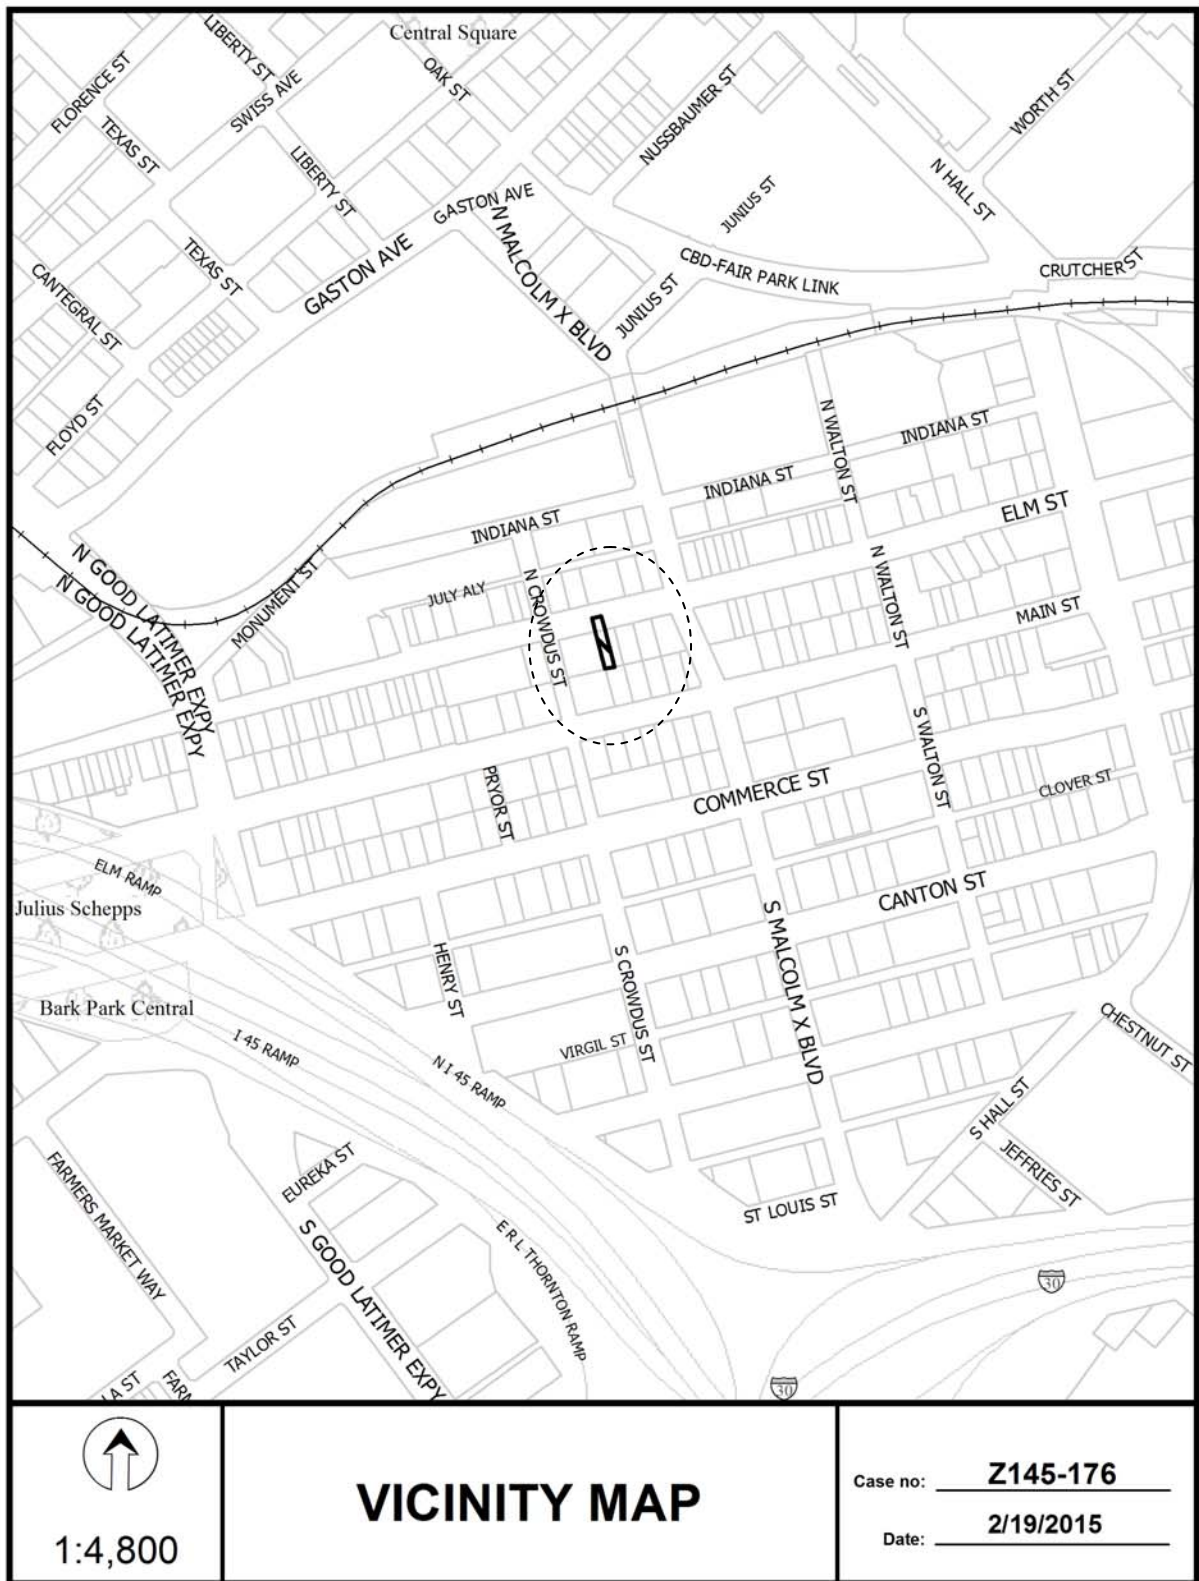 Central Square
LIBERTY ST
OAK ST
FLORENCE ST
SWISS AVE
NUSSBAUMER ST
WORTH ST
TEXAS ST
LIBERTY ST
N HALL ST
JUNIUS ST
GASTON AVE
N MALCOLM X BLVD
TEXAS ST
GASTON AVE
CBD-FAIR PARK LINK
CRUTCHER ST
CANTEGRAL ST
JUNIUS ST
FLOYD ST
N WALTON ST
INDIANA ST
INDIANA ST
ELM ST
INDIANA ST
N GOOD LATIMER EXPY
N GOOD LATIMER EXPY
MONUMENT ST
JULY ALY
N CROWDUS ST
N WALTON ST
MAIN ST
S WALTON ST
PRYOR ST
COMMERCE ST
CLOVER ST
ELM RAMP
CANTON ST
Julius Schepps
S MALCOLM X BLVD
HENRY ST
S CROWDUS ST
Bark Park Central
I 45 RAMP
VIRGIL ST
N I 45 RAMP
CHESTNUT ST
S HALL ST
JEFFRIES ST
EUREKA ST
FARMERS MARKET WAY
ST LOUIS ST
S GOOD LATIMER EXPY
E R L THORNTON RAMP
30
TAYLOR ST
LA ST
FARM
30
1:4,800
VICINITY MAP
Case no: Z145-176
Date: 2/19/2015